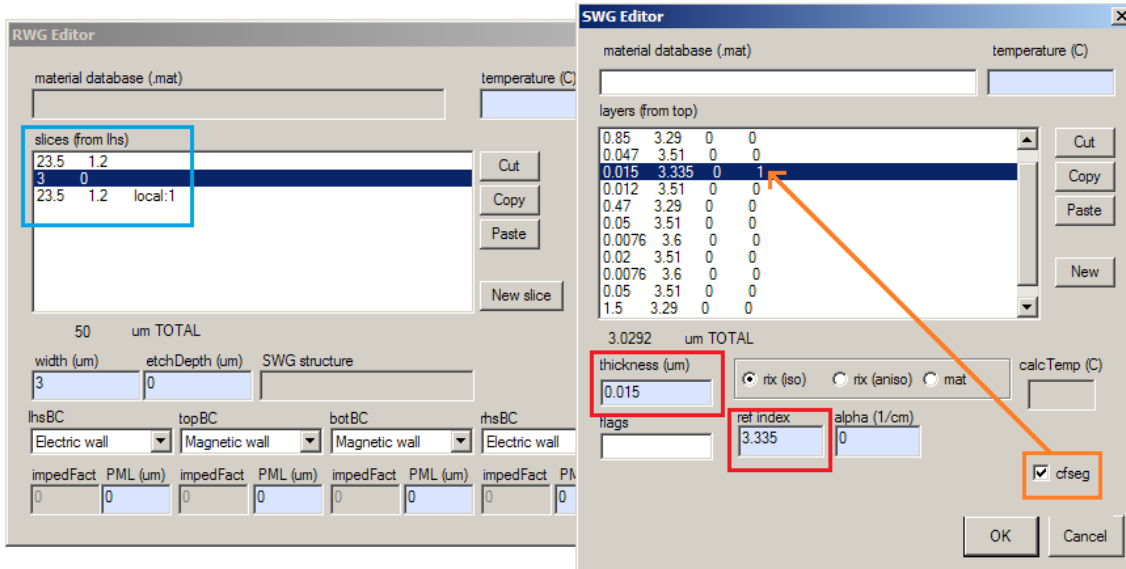 RWG Editor
material database (.mat)
temperature (C)
slices (from lhs)
23.5 1.2
3 0
23.5 1.2 local:1
Cut
Copy
Paste
New slice
50 um TOTAL
width (um) etchDepth (um) SWG structure
3 0
lhsBC topBC botBC rhsBC
Electric wall Magnetic wall Magnetic wall Electric wall
impedFact PML (um) impedFact PML (um) impedFact PML (um) impedFact PM
0 0 0 0 0 0 0 0
SWG Editor
material database (.mat) temperature (C)
layers (from top)
0.85 3.29 0 0
0.047 3.51 0 0
0.015 3.335 0 1
0.012 3.51 0 0
0.47 3.29 0 0
0.05 3.51 0 0
0.0076 3.6 0 0
0.02 3.51 0 0
0.0076 3.6 0 0
0.05 3.51 0 0
1.5 3.29 0 0
Cut
Copy
Paste
New
3.0292 um TOTAL
thickness (um) rix (iso) rix (aniso) mat calcTemp (C)
0.015
flags ref index alpha (1/cm)
3.335 0
cfseg
OK Cancel